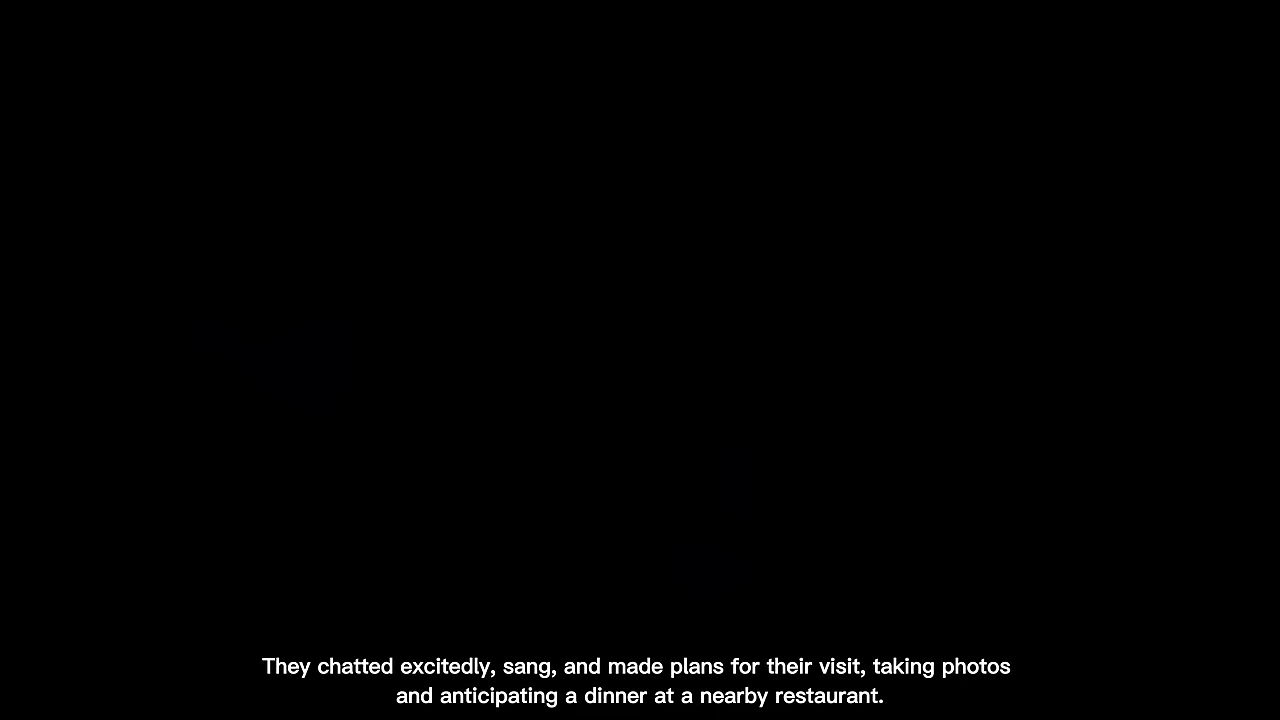 They chatted excitedly, sang, and made plans for their visit, taking photos
and anticipating a dinner at a nearby restaurant.